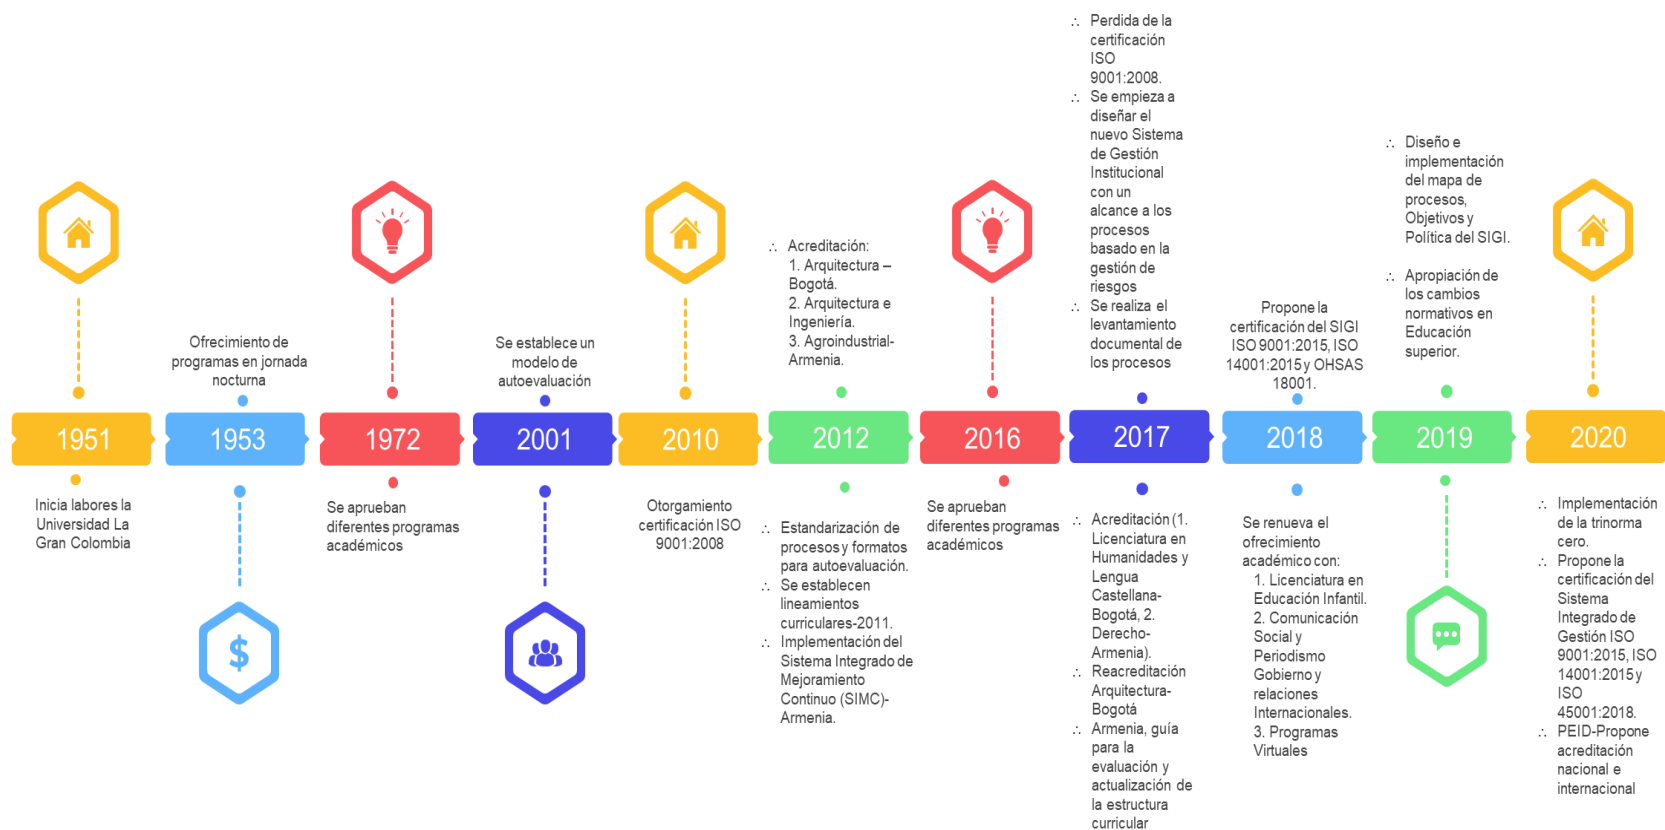 1951
Inicia labores la
Universidad La
Gran Colombia
Ofrecimiento de
programas en jornada
nocturna
1953
$
1972
Se aprueban
diferentes programas
académicos
Se establece un
modelo de
autoevaluación
2001
2010
Otorgamiento
certificación ISO
9001:2008
∴ Acreditación:
1. Arquitectura –
Bogotá.
2. Arquitectura e
Ingeniería.
3. Agroindustrial-
Armenia.
2012
∴ Estandarización de
procesos y formatos
para autoevaluación.
∴ Se establecen
lineamientos
curriculares-2011.
∴ Implementación del
Sistema Integrado de
Mejoramiento
Continuo (SIMC)-
Armenia.
2016
Se aprueban
diferentes programas
académicos
∴ Perdida de la
certificación
ISO
9001:2008.
∴ Se empieza a
diseñar el
nuevo Sistema
de Gestión
Institucional
con un
alcance a los
procesos
basado en la
gestión de
riesgos
∴ Se realiza el
levantamiento
documental de
los procesos
2017
∴ Acreditación (1.
Licenciatura en
Humanidades y
Lengua
Castellana-
Bogotá, 2.
Derecho-
Armenia).
∴ Reacreditación
Arquitectura-
Bogotá
∴ Armenia, guía
para la
evaluación y
actualización de
la estructura
curricular
Propone la
certificación del SIGI
ISO 9001:2015, ISO
14001:2015 y OHSAS
18001.
2018
Se renueva el
ofrecimiento
académico con:
1. Licenciatura en
Educación Infantil.
2. Comunicación
Social y
Periodismo
Gobierno y
relaciones
Internacionales.
3. Programas
Virtuales
∴ Diseño e
implementación
del mapa de
procesos,
Objetivos y
Política del SIGI.
∴ Apropiación de
los cambios
normativos en
Educación
superior.
2019
2020
∴ Implementación
de la trinorma
cero.
∴ Propone la
certificación del
Sistema
Integrado de
Gestión ISO
9001:2015, ISO
14001:2015 y
ISO
45001:2018.
∴ PEID-Propone
acreditación
nacional e
internacional